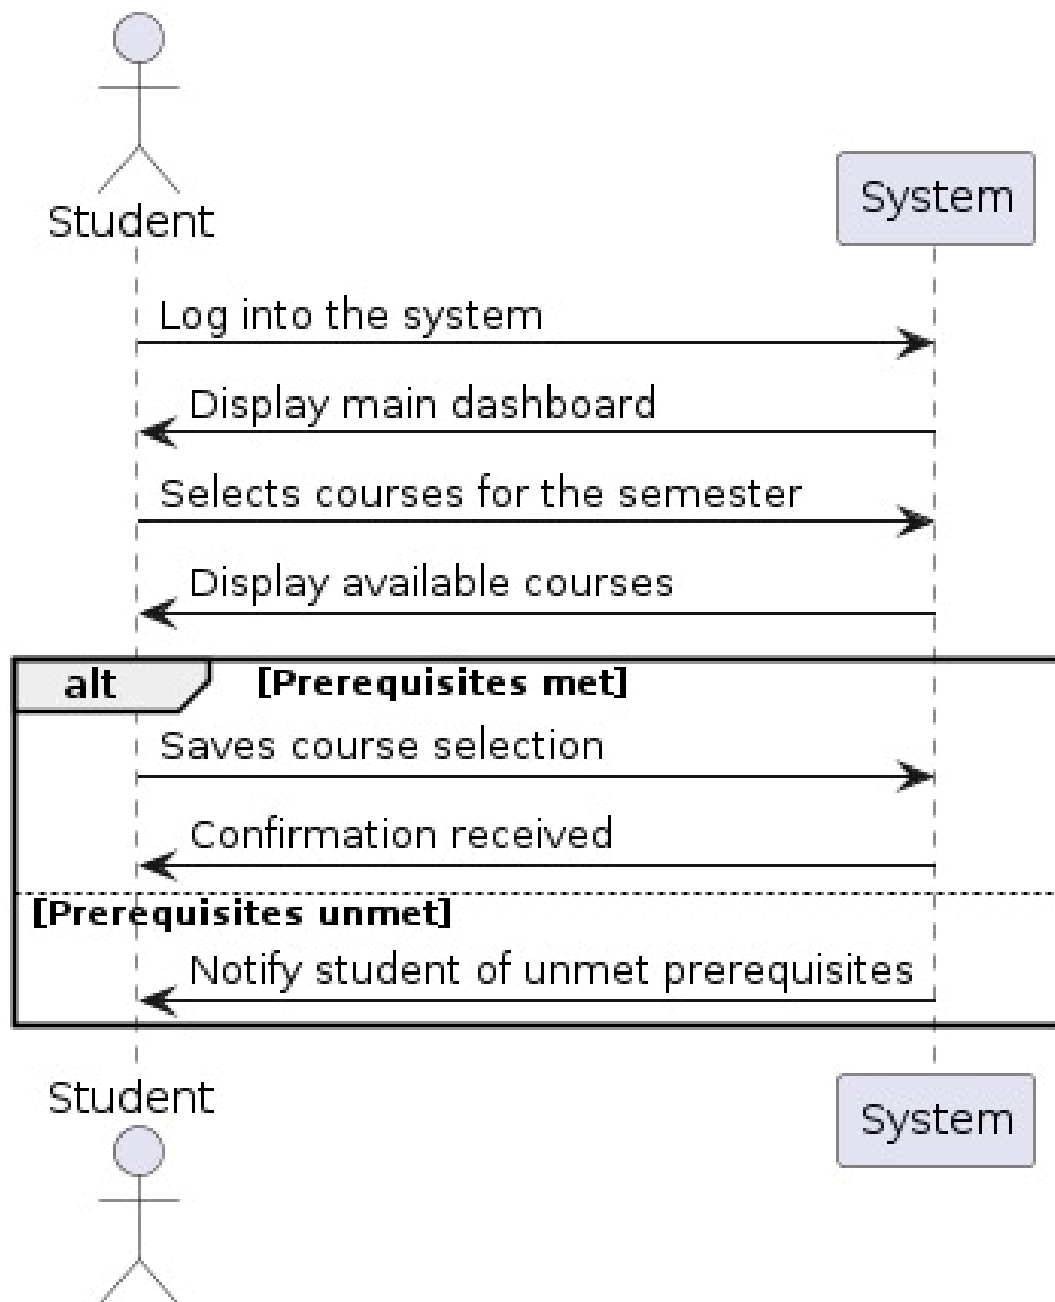 Student
System
Log into the system
Display main dashboard
Selects courses for the semester
Display available courses
alt [Prerequisites met]
Saves course selection
Confirmation received
[Prerequisites unmet]
Notify student of unmet prerequisites
Student
System